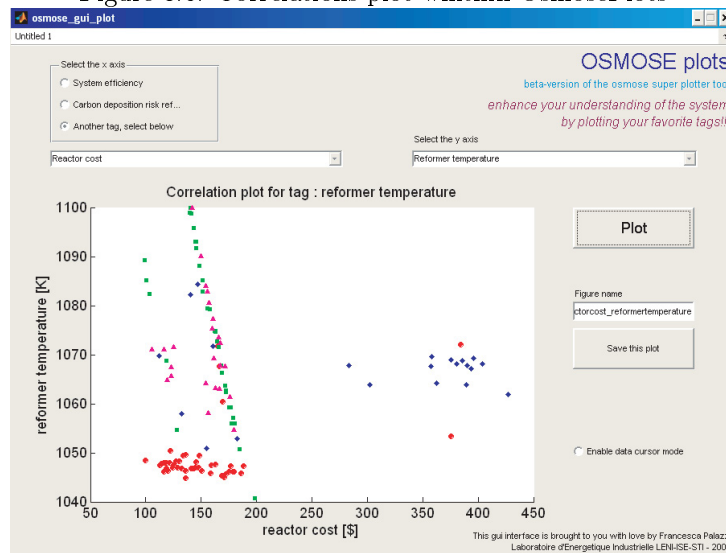 osmose_gui_plot
Untitled 1
Select the x axis
System efficiency
Carbon deposition risk ref...
Another tag, select below
OSMOSE plots
beta-version of the osmose super plotter tool
enhance your understanding of the system
by plotting your favorite tags!!
Select the y axis
Reactor cost
Reformer temperature
Correlation plot for tag : reformer temperature
1100
1090
1080
1070
1060
1050
1040
reformer temperature [K]
50 100 150 200 250 300 350 400 450
reactor cost [$]
Plot
Figure name
ctorcost_reformertemperature
Save this plot
Enable data cursor mode
This gui interface is brought to you with love by Francesca
Laboratoire d'Energetique Industrielle LENI-ISE-STI - 200